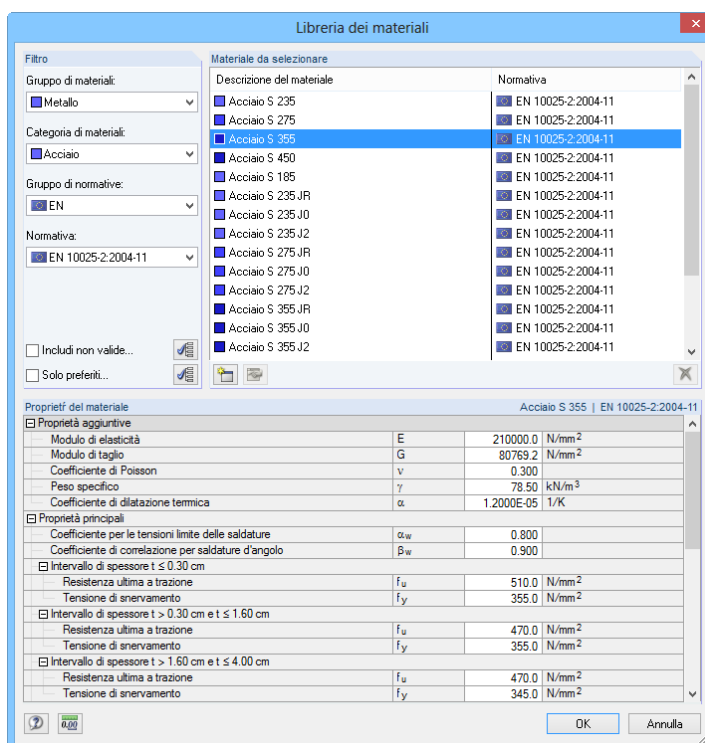 Libreria dei materiali
Filtro
Gruppo di materiali:
Metallo
Categoria di materiali:
Acciaio
Gruppo di normative:
EN
Normativa:
EN 10025-2:2004-11
Includi non valide...
Solo preferiti...
Materiale da selezionare
Descrizione del materiale Normativa
Acciaio S 235 EN 10025-2:2004-11
Acciaio S 275 EN 10025-2:2004-11
Acciaio S 355 EN 10025-2:2004-11
Acciaio S 450 EN 10025-2:2004-11
Acciaio S 185 EN 10025-2:2004-11
Acciaio S 235 JR EN 10025-2:2004-11
Acciaio S 235 J0 EN 10025-2:2004-11
Acciaio S 235 J2 EN 10025-2:2004-11
Acciaio S 275 JR EN 10025-2:2004-11
Acciaio S 275 J0 EN 10025-2:2004-11
Acciaio S 275 J2 EN 10025-2:2004-11
Acciaio S 355 JR EN 10025-2:2004-11
Acciaio S 355 J0 EN 10025-2:2004-11
Acciaio S 355 J2 EN 10025-2:2004-11
Proprietŕ del materiale Acciaio S 355 | EN 10025-2:2004-11
Proprietà aggiuntive
Modulo di elasticità E 210000.0 N/mm²
Modulo di taglio G 80769.2 N/mm²
Coefficiente di Poisson ν 0.300
Peso specifico γ 78.50 kN/m³
Coefficiente di dilatazione termica α 1.2000E-05 1/K
Proprietà principali
Coefficiente per le tensioni limite delle saldature αw 0.800
Coefficiente di correlazione per saldature d'angolo βw 0.900
Intervallo di spessore t ≤ 0.30 cm
Resistenza ultima a trazione fu 510.0 N/mm²
Tensione di snervamento fy 355.0 N/mm²
Intervallo di spessore t > 0.30 cm e t ≤ 1.60 cm
Resistenza ultima a trazione fu 470.0 N/mm²
Tensione di snervamento fy 355.0 N/mm²
Intervallo di spessore t > 1.60 cm e t ≤ 4.00 cm
Resistenza ultima a trazione fu 470.0 N/mm²
Tensione di snervamento fy 345.0 N/mm²
0.00
OK Annulla